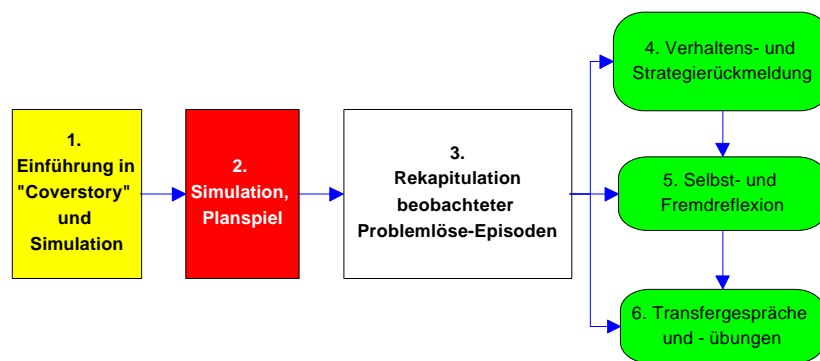 1.
Einführung in
"Coverstory"
und
Simulation
2.
Simulation,
Planspiel
3.
Rekapitulation
beobachteter
Problemlöse-Episoden
4. Verhaltens- und
Strategierückmeldung
5. Selbst- und
Fremdreflexion
6. Transfergespräche
und - übungen